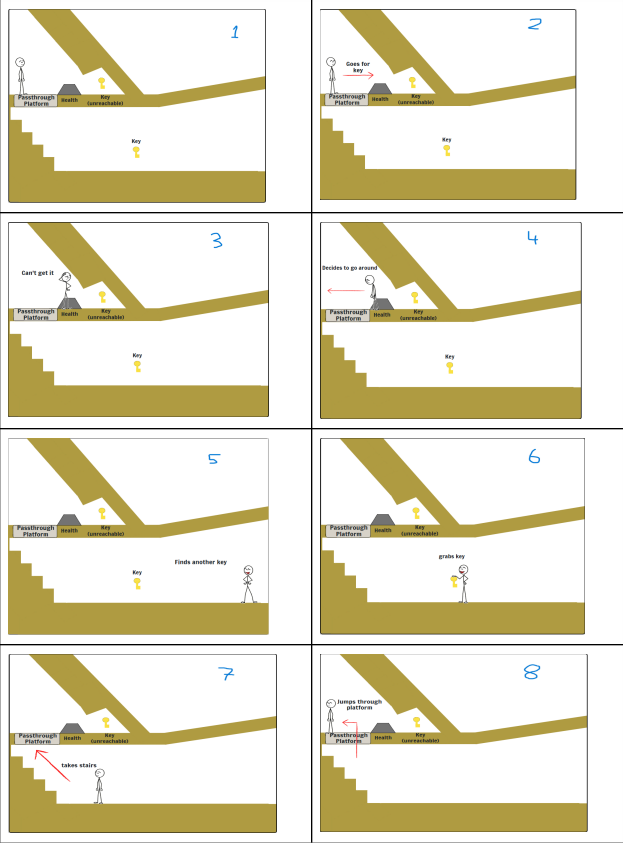 1
Passthrough
Platform
Health
Key
(unreachable)
Key
2
Goes for
key
Passthrough
Platform
Health
Key
(unreachable)
Key
3
Can't get it
Passthrough
Platform
Health
Key
(unreachable)
Key
4
Decides to go around
Passthrough
Platform
Health
Key
(unreachable)
Key
5
Passthrough
Platform
Health
Key
(unreachable)
Finds another key
Key
6
Passthrough
Platform
Health
Key
(unreachable)
grabs key
7
Passthrough
Platform
Health
Key
(unreachable)
takes stairs
8
Jumps through
platform
Passthrough
Platform
Health
Key
(unreachable)